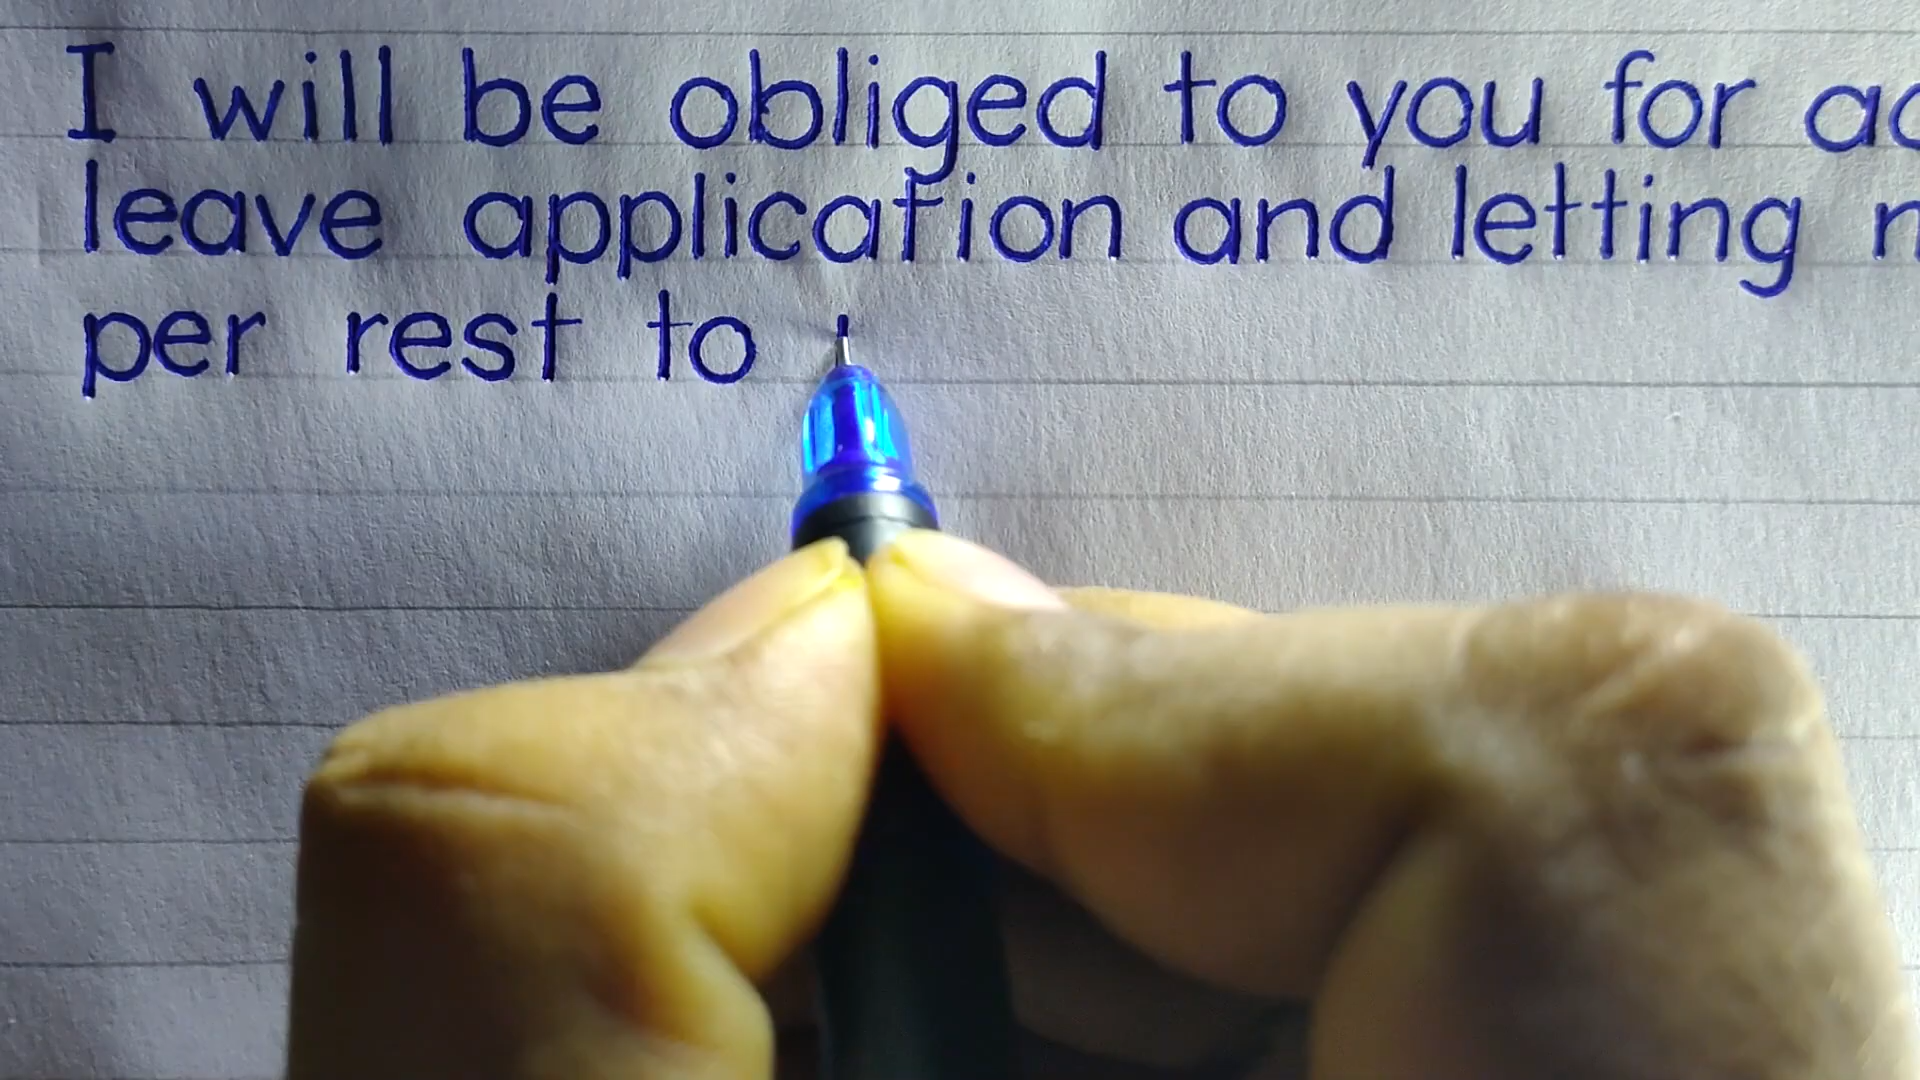 I will be obliged to you for
leave application and letting
per rest to